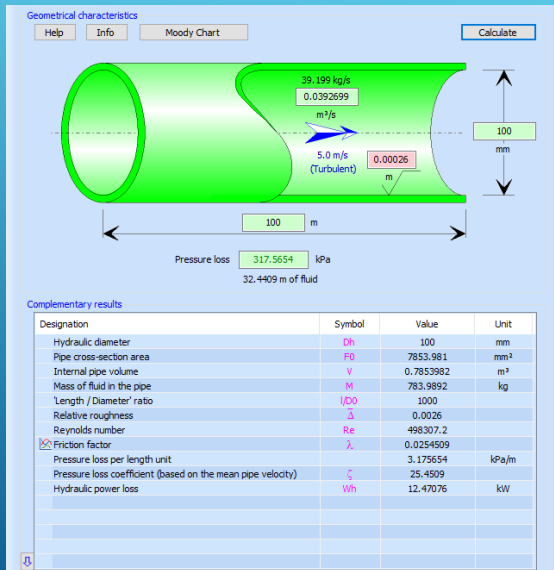 Geometrical characteristics
Help Info Moody Chart Calculate
39.199 kg/s
0.0392699
m³/s
100
mm
5.0 m/s
(Turbulent)
0.00026
m
100 m
Pressure loss 317.5654 kPa
32.4409 m of fluid
Complementary results
Designation Symbol Value Unit
Hydraulic diameter Dh 100 mm
Pipe cross-section area F0 7853.981 mm²
Internal pipe volume V 0.7853982 m³
Mass of fluid in the pipe M 783.9892 kg
'Length / Diameter' ratio l/D0 1000
Relative roughness Δ̅ 0.0026
Reynolds number Re 498307.2
Friction factor λ 0.0254509
Pressure loss per length unit 3.175654 kPa/m
Pressure loss coefficient (based on the mean pipe velocity) ζ 25.4509
Hydraulic power loss Wh 12.47076 kW